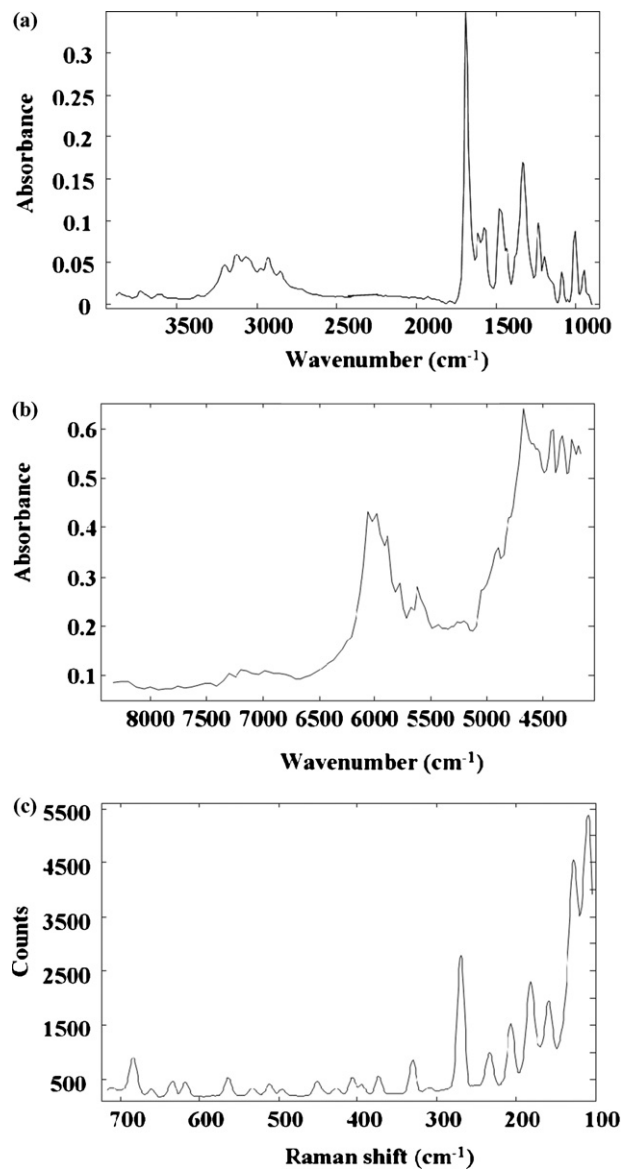 (a)
0.3
0.25
0.2
0.15
0.1
0.05
0
Absorbance
3500 3000 2500 2000 1500 1000
Wavenumber (cm-1)
(b)
0.6
0.5
0.4
0.3
0.2
0.1
Absorbance
8000 7500 7000 6500 6000 5500 5000 4500
Wavenumber (cm-1)
(c)
5500
4500
3500
2500
1500
500
Counts
700 600 500 400 300 200 100
Raman shift (cm-1)